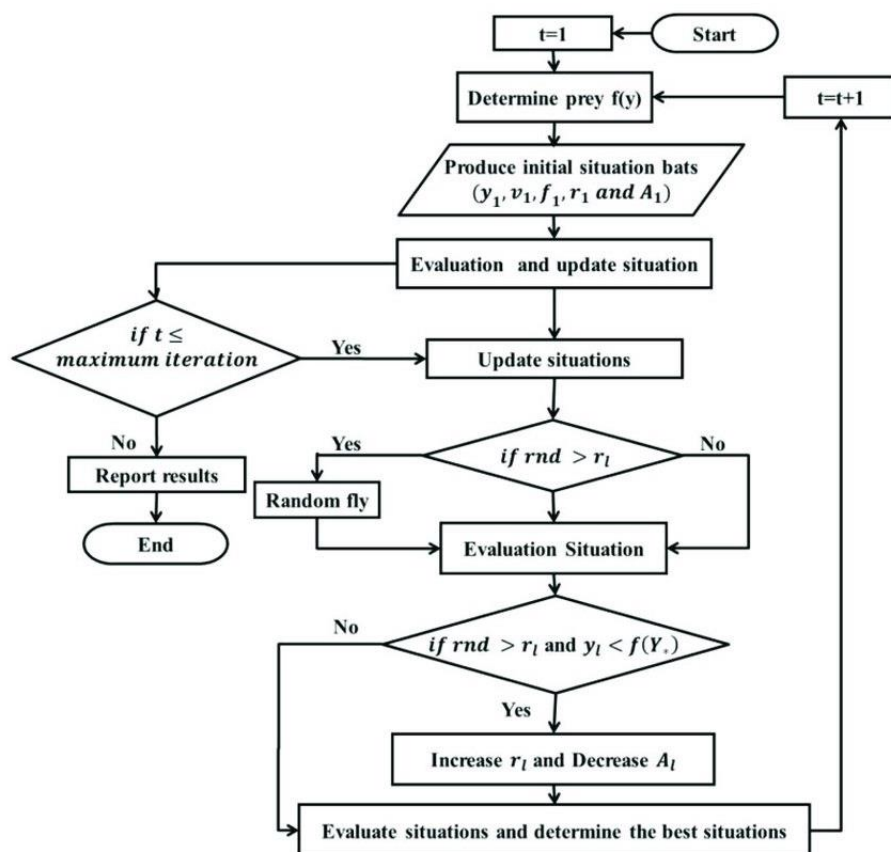 t=1
Start
Determine prey f(y)
t=t+1
Produce initial situation bats
(y₁, v₁, f₁, r₁ and A₁)
Evaluation and update situation
if t ≤
maximum iteration
Yes
Update situations
No
Yes
if rnd > rₗ
No
Report results
Random fly
End
Evaluation Situation
No
if rnd > rₗ and yₗ < f(Y₊)
Yes
Increase rₗ and Decrease Aₗ
Evaluate situations and determine the best situations